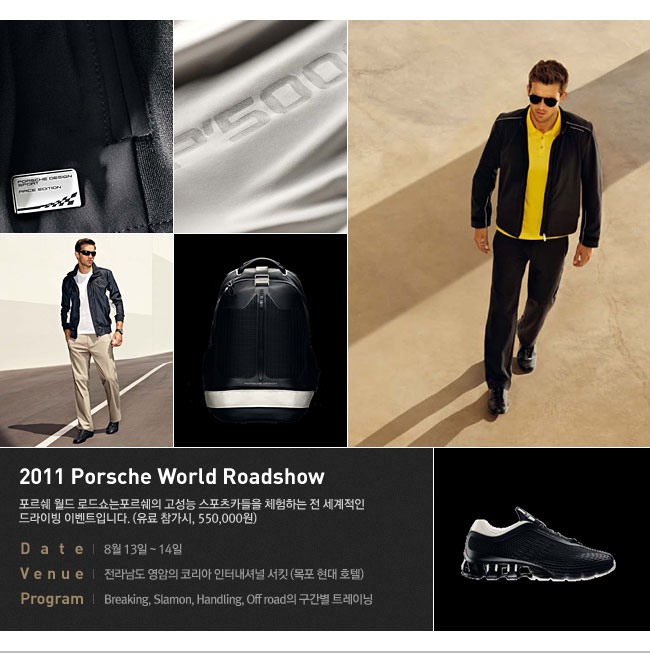 PORSCHE DESIGN
SPORT
RACE EDITION
P'5000
2011 Porsche World Roadshow
포르쉐 월드 로드쇼는포르쉐의 고성능 스포츠카들을 체험하는 전 세계적인
드라이빙 이벤트입니다. (유료 참가시, 550,000원)
Date | 8월 13일 ~ 14일
Venue | 전라남도 영암의 코리아 인터내셔널 서킷 (목포 현대 호텔)
Program | Breaking, Slamon, Handling, Off road의 구간별 트레이닝